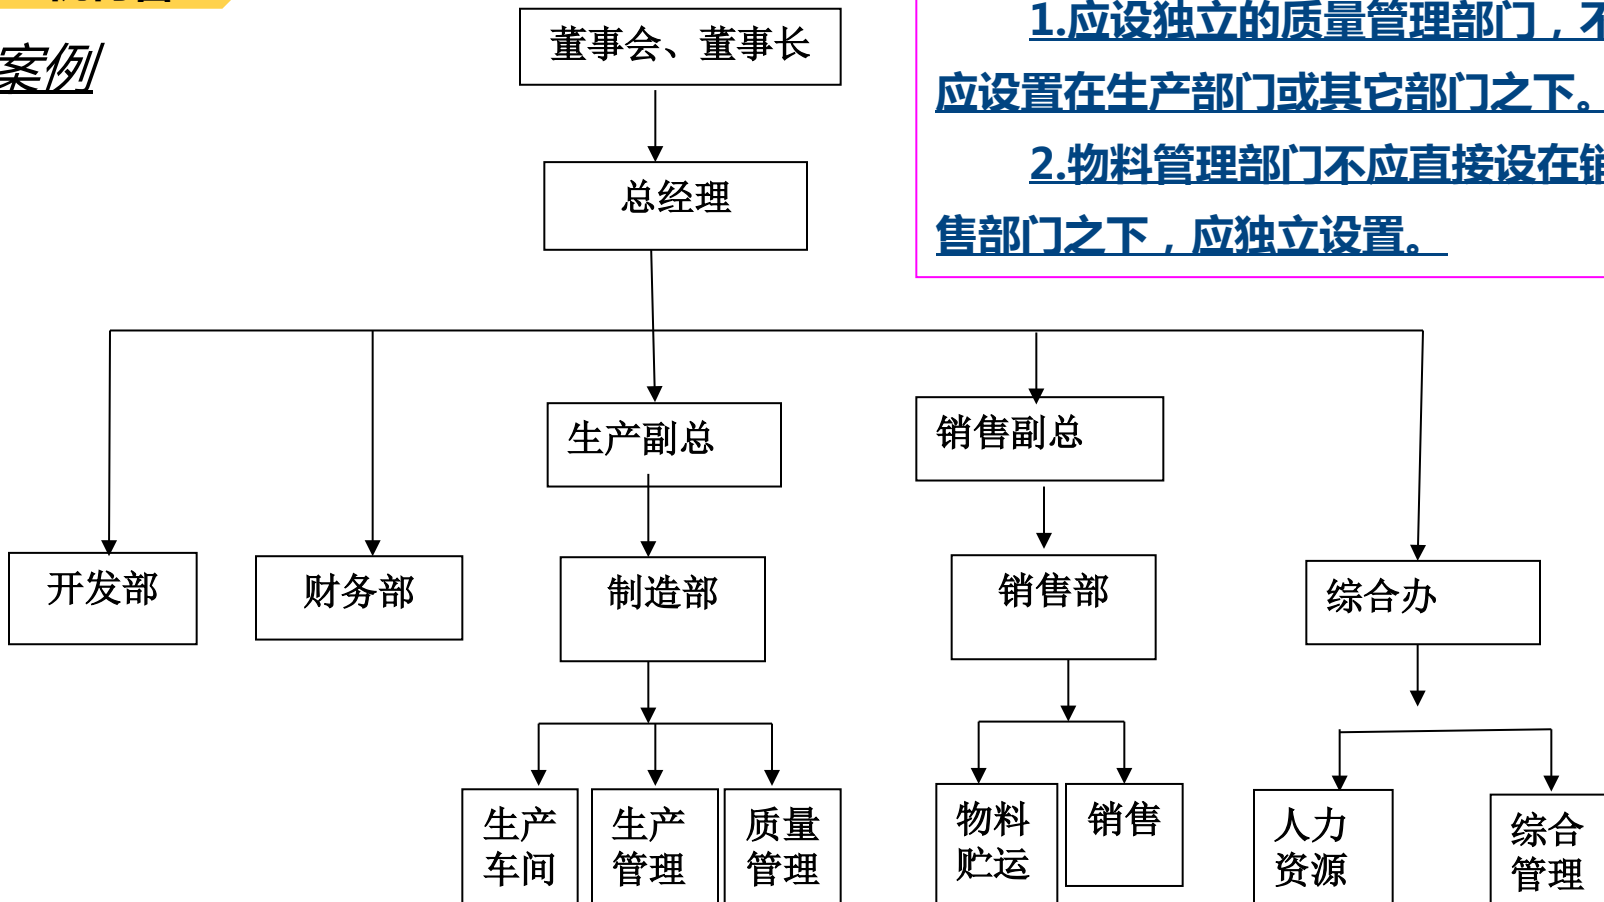 案例
董事会、董事长
1.应设独立的质量管理部门，不
应设置在生产部门或其它部门之下。
2.物料管理部门不应直接设在销
售部门之下，应独立设置。
总经理
生产副总
销售副总
开发部
财务部
制造部
销售部
综合办
生产
车间
生产
管理
质量
管理
物料
贮运
销售
人力
资源
综合
管理